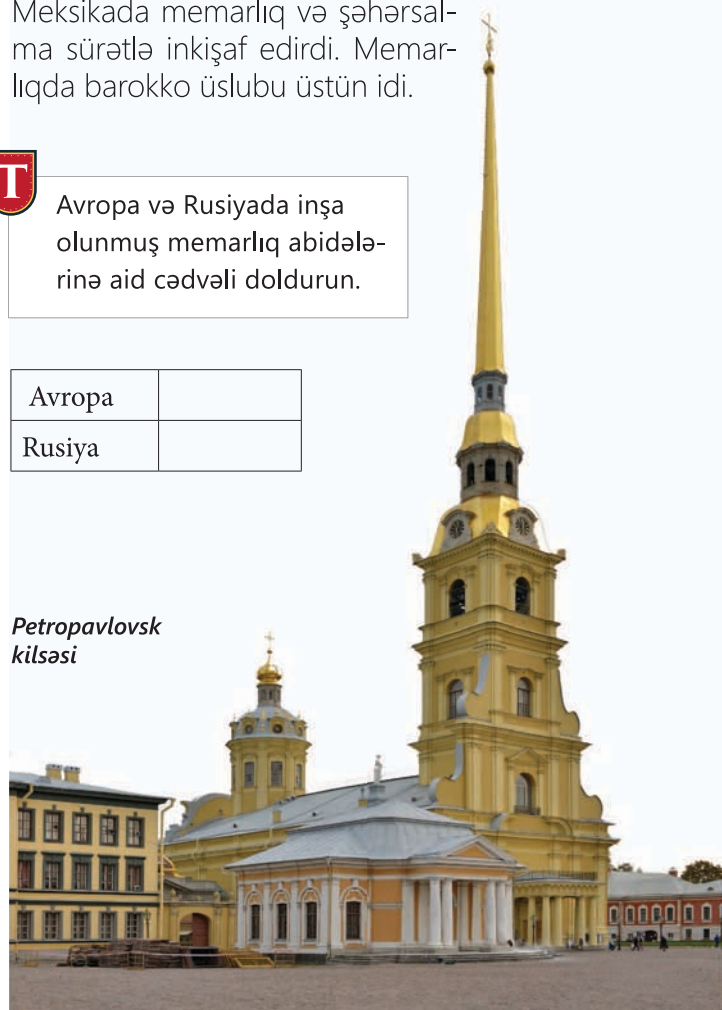 Meksikada memarlıq və şəhərsal-
ma sürətlə inkişaf edirdi. Memar-
lıqda barokko üslubu üstün idi.
T
Avropa və Rusiyada inşa
olunmuş memarlıq abidələ-
rinə aid cədvəli doldurun.
Avropa
Rusiya
Petropavlovsk
kilsəsi